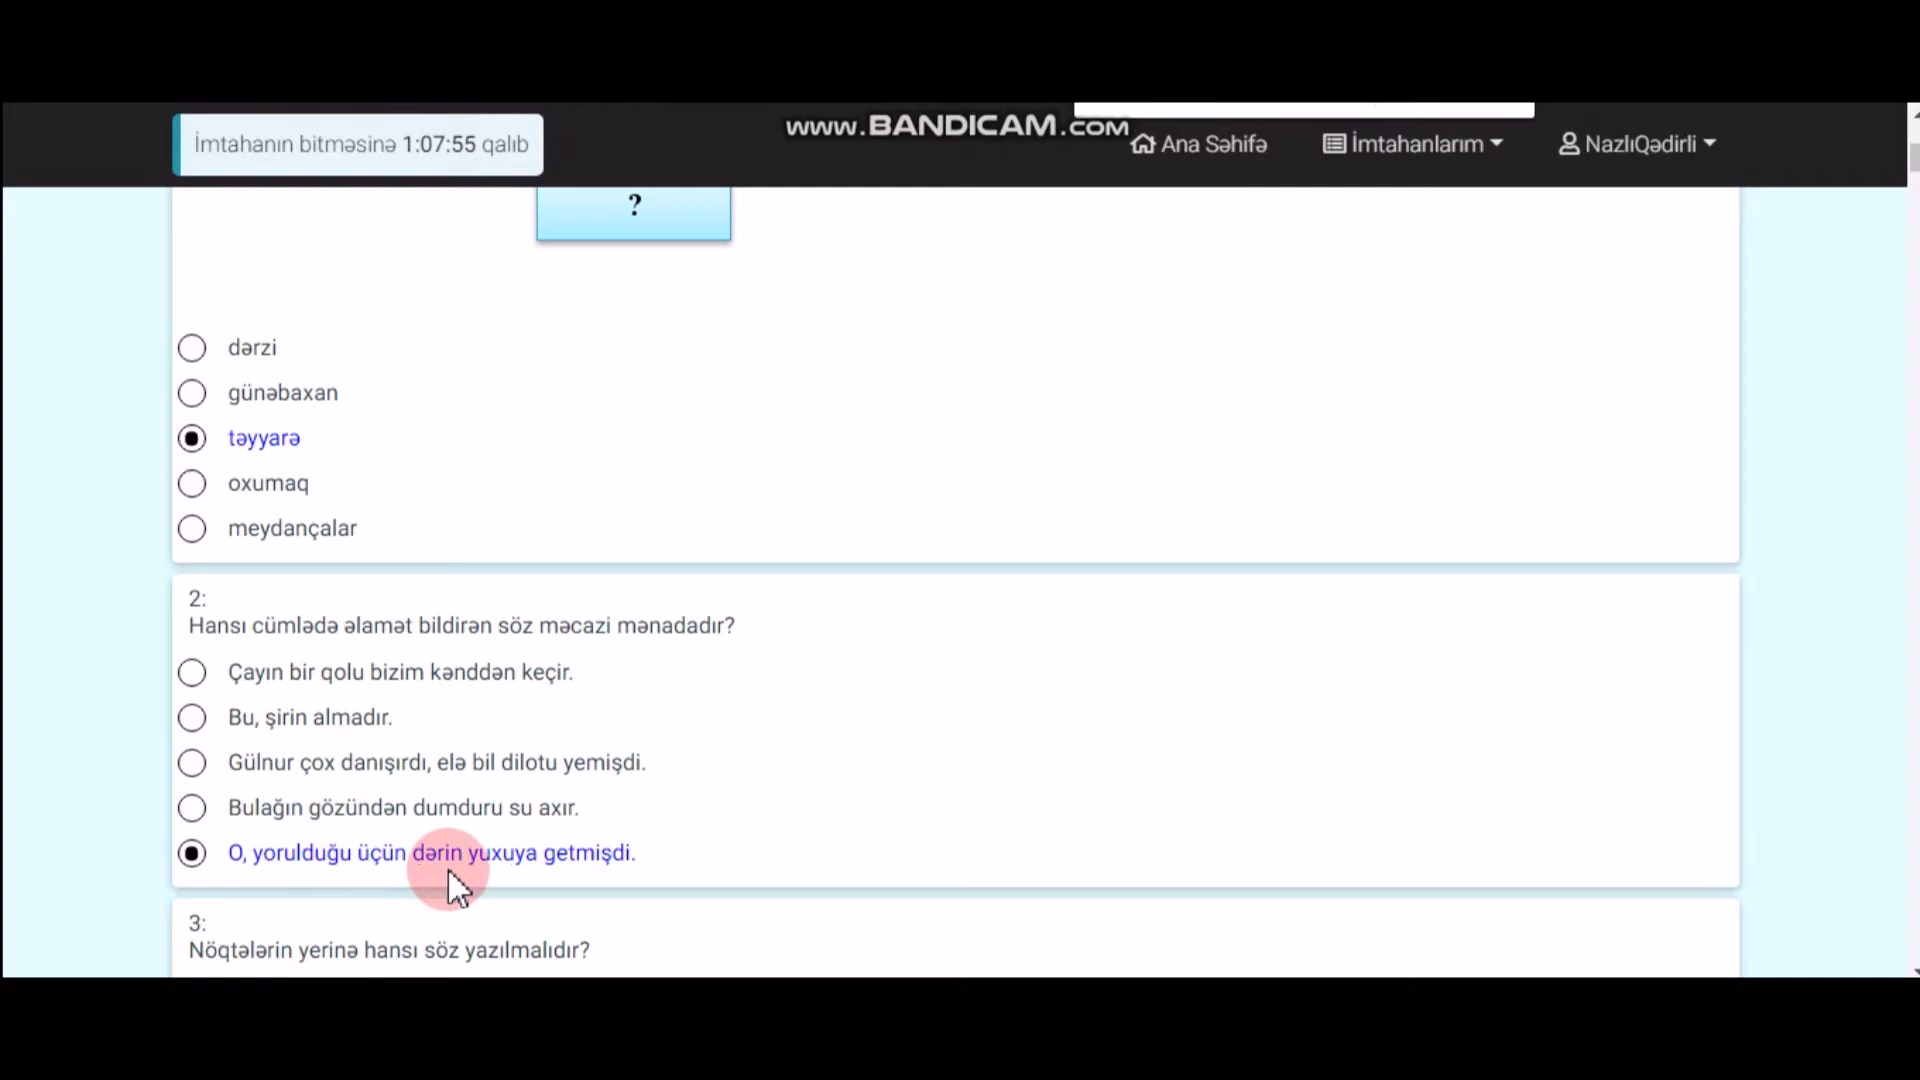 www.BANDICAM.com
İmtahanın bitməsinə 1:07:55 qalıb
Ana Səhifə
İmtahanlarım
NazlıQədirli
?
dərzi
günəbaxan
təyyarə
oxumaq
meydançalar
2:
Hansı cümlədə əlamət bildirən söz məcazi mənadadır?
Çayın bir qolu bizim kənddən keçir.
Bu, şirin almadır.
Gülnur çox danışırdı, elə bil dilotu yemişdi.
Bulağın gözündən dumduru su axır.
O, yorulduğu üçün dərin yuxuya getmişdi.
3:
Nöqtələrin yerinə hansı söz yazılmalıdır?